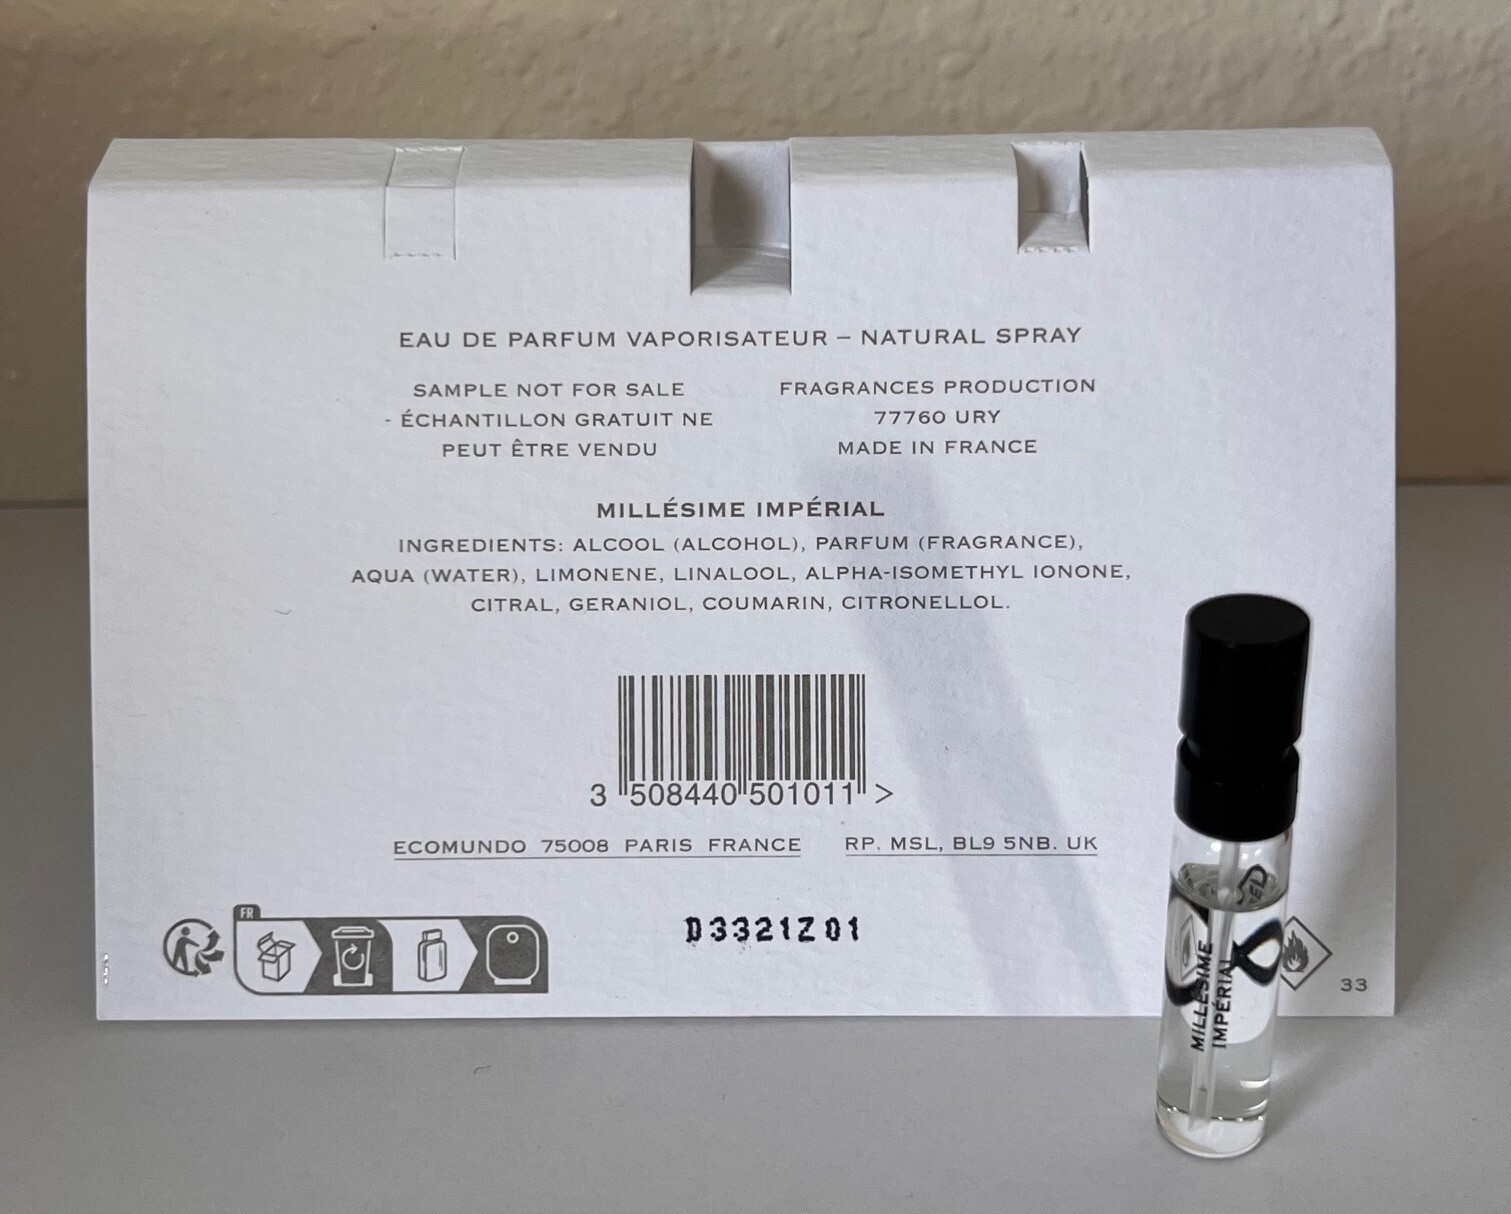 EAU DE PARFUM VAPORISATEUR – NATURAL SPRAY
SAMPLE NOT FOR SALE
- ÉCHANTILLON GRATUIT NE
PEUT ÊTRE VENDU
FRAGRANCES PRODUCTION
77760 URY
MADE IN FRANCE
MILLÉSIME IMPÉRIAL
INGREDIENTS: ALCOOL (ALCOHOL), PARFUM (FRAGRANCE),
AQUA (WATER), LIMONENE, LINALOOL, ALPHA-ISOMETHYL IONONE,
CITRAL, GERANIOL, COUMARIN, CITRONELLOL.
3 508440 501011 >
ECOMUNDO 75008 PARIS FRANCE
RP. MSL, BL9 5NB. UK
FR
D3321Z01
33
MILLÉSIME
IMPÉRIAL